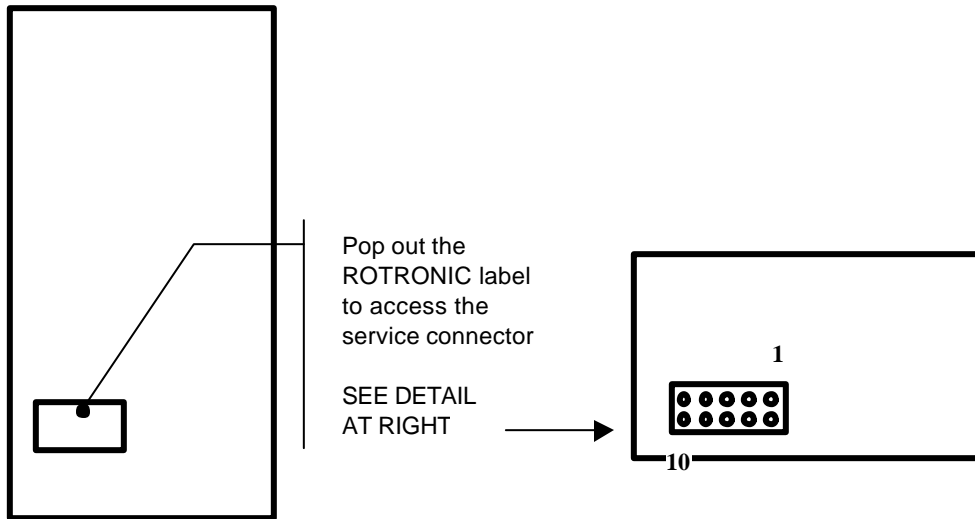 Pop out the
ROTRONIC label
to access the
service connector
SEE DETAIL
AT RIGHT
1
10